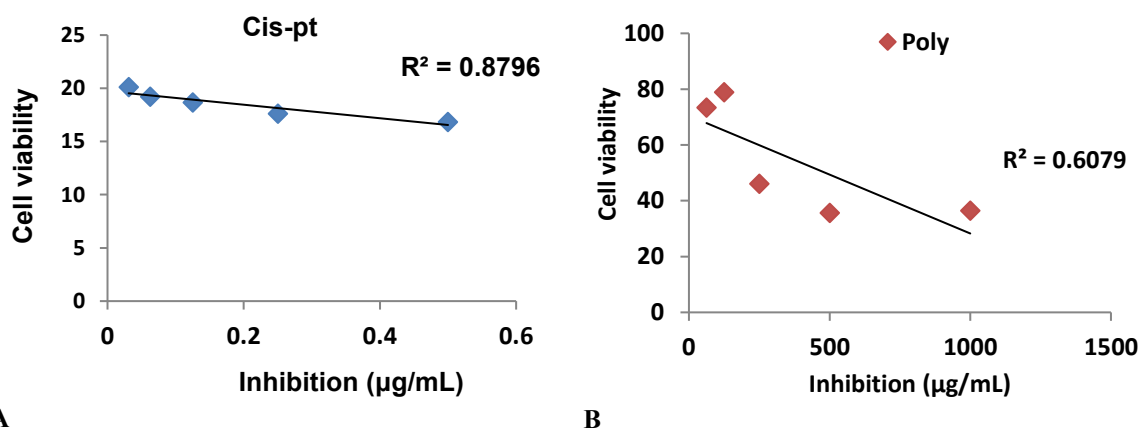 Cis-pt
R² = 0.8796
Cell viability
25
20
15
10
5
0
0 0.2 0.4 0.6
Inhibition (µg/mL)
A
Poly
R² = 0.6079
Cell viability
100
80
60
40
20
0
0 500 1000 1500
Inhibition (µg/mL)
B